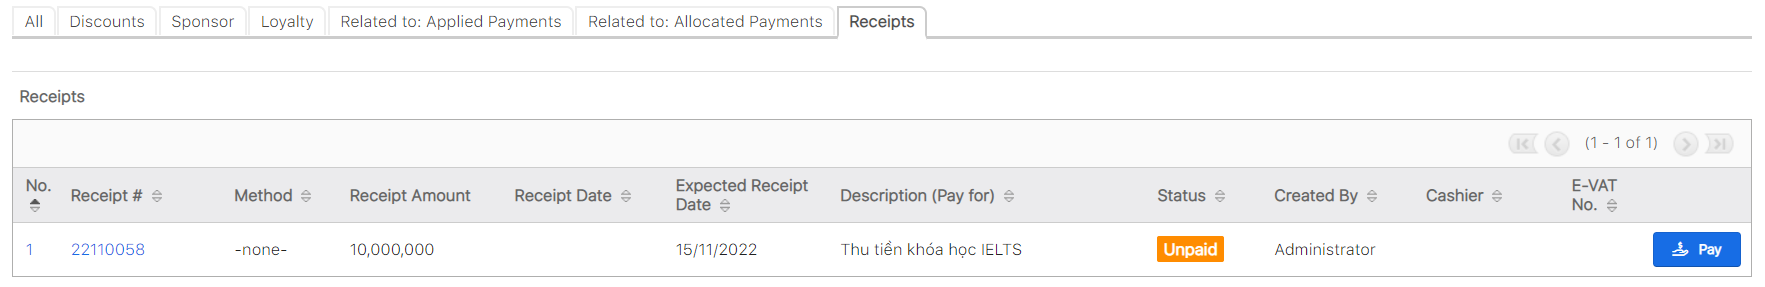 All Discounts Sponsor Loyalty Related to: Applied Payments Related to: Allocated Payments Receipts
Receipts
(1 - 1 of 1)
No. Receipt # Method Receipt Amount Receipt Date Expected Receipt Date Description (Pay for) Status Created By Cashier E-VAT No.
1 22110058 -none- 10,000,000 15/11/2022 Thu tiền khóa học IELTS Unpaid Administrator Pay